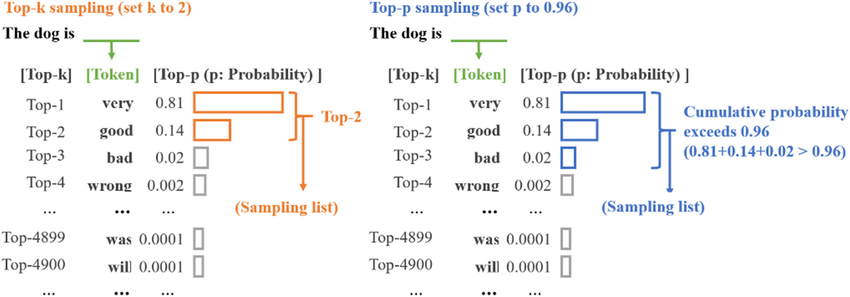 Top-k sampling (set k to 2)
The dog is
[Top-k] [Token] [Top-p (p: Probability) ]
Top-1 very 0.81
Top-2 good 0.14
Top-3 bad 0.02
Top-4 wrong 0.002
... ... ...
Top-4899 was 0.0001
Top-4900 will 0.0001
... ... ...
Top-2
(Sampling list)
Top-p sampling (set p to 0.96)
The dog is
[Top-k] [Token] [Top-p (p: Probability) ]
Top-1 very 0.81
Top-2 good 0.14
Top-3 bad 0.02
Top-4 wrong 0.002
... ... ...
Top-4899 was 0.0001
Top-4900 will 0.0001
... ... ...
Cumulative probability
exceeds 0.96
(0.81+0.14+0.02 > 0.96)
(Sampling list)